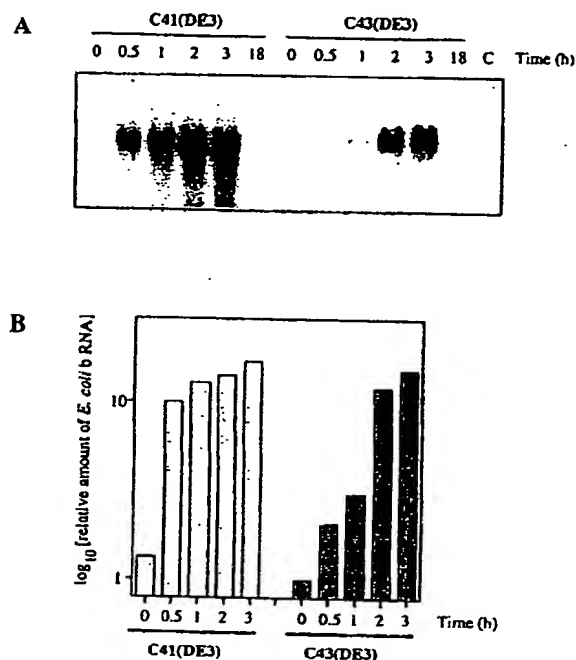 A
C41(DE3) C43(DE3)
0 0.5 1 2 3 18 0 0.5 1 2 3 18 C Time (h)
B
log10 [relative amount of E. coli b RNA]
10
1
0 0.5 1 2 3 0 0.5 1 2 3 Time (h)
C41(DE3) C43(DE3)